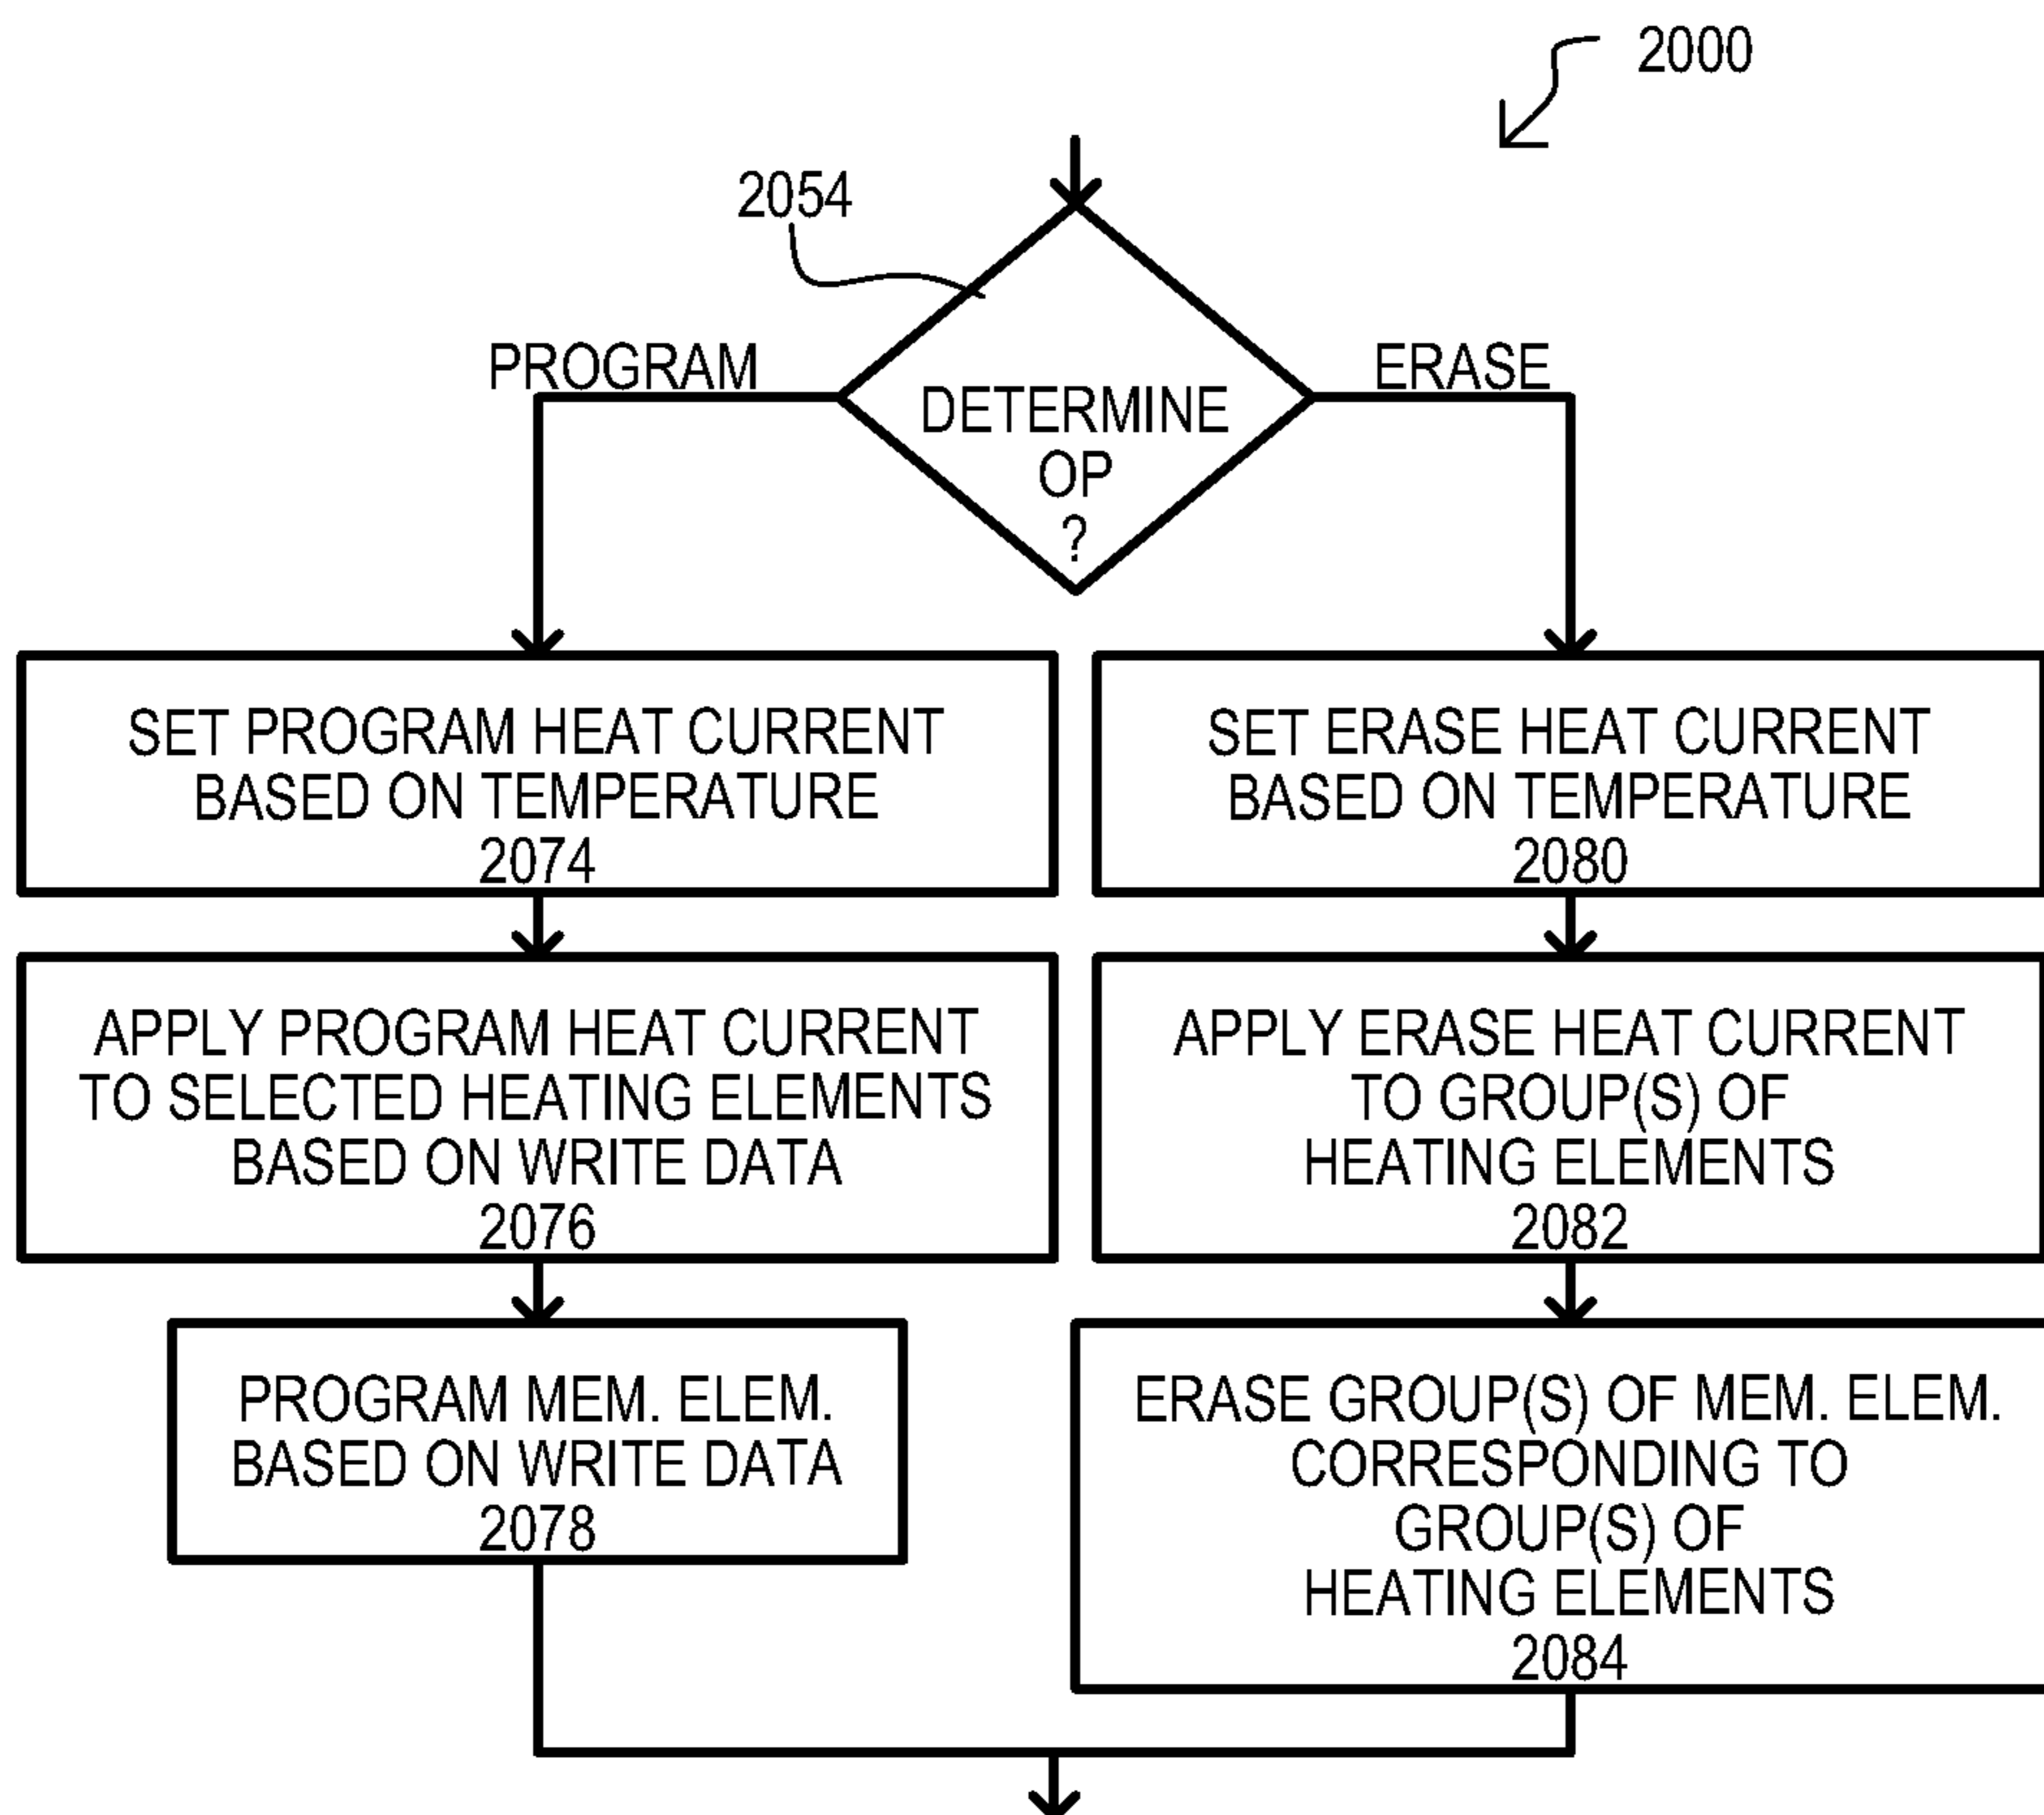 2000
2054
PROGRAM
ERASE
DETERMINE
OP
?
SET PROGRAM HEAT CURRENT
BASED ON TEMPERATURE
2074
SET ERASE HEAT CURRENT
BASED ON TEMPERATURE
2080
APPLY PROGRAM HEAT CURRENT
TO SELECTED HEATING ELEMENTS
BASED ON WRITE DATA
2076
APPLY ERASE HEAT CURRENT
TO GROUP(S) OF
HEATING ELEMENTS
2082
PROGRAM MEM. ELEM.
BASED ON WRITE DATA
2078
ERASE GROUP(S) OF MEM. ELEM.
CORRESPONDING TO
GROUP(S) OF
HEATING ELEMENTS
2084